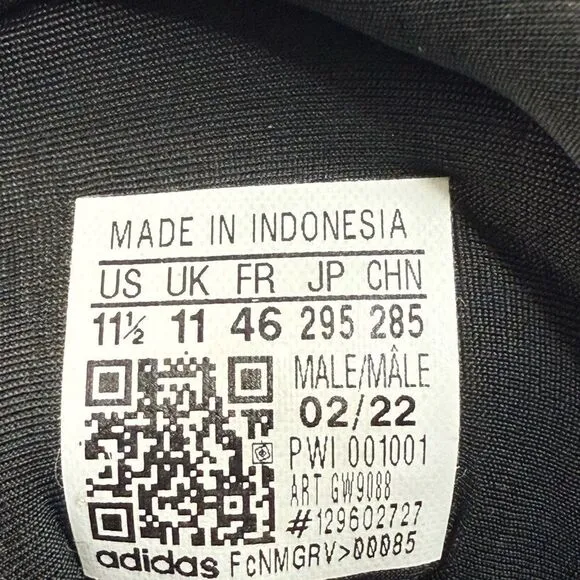 MADE IN INDONESIA
US UK FR JP CHN
11½ 11 46 295 285
MALE/MÂLE
02/22
PWI 001001
ART GW9088
#129602727
adidas FcNMGRV>00085